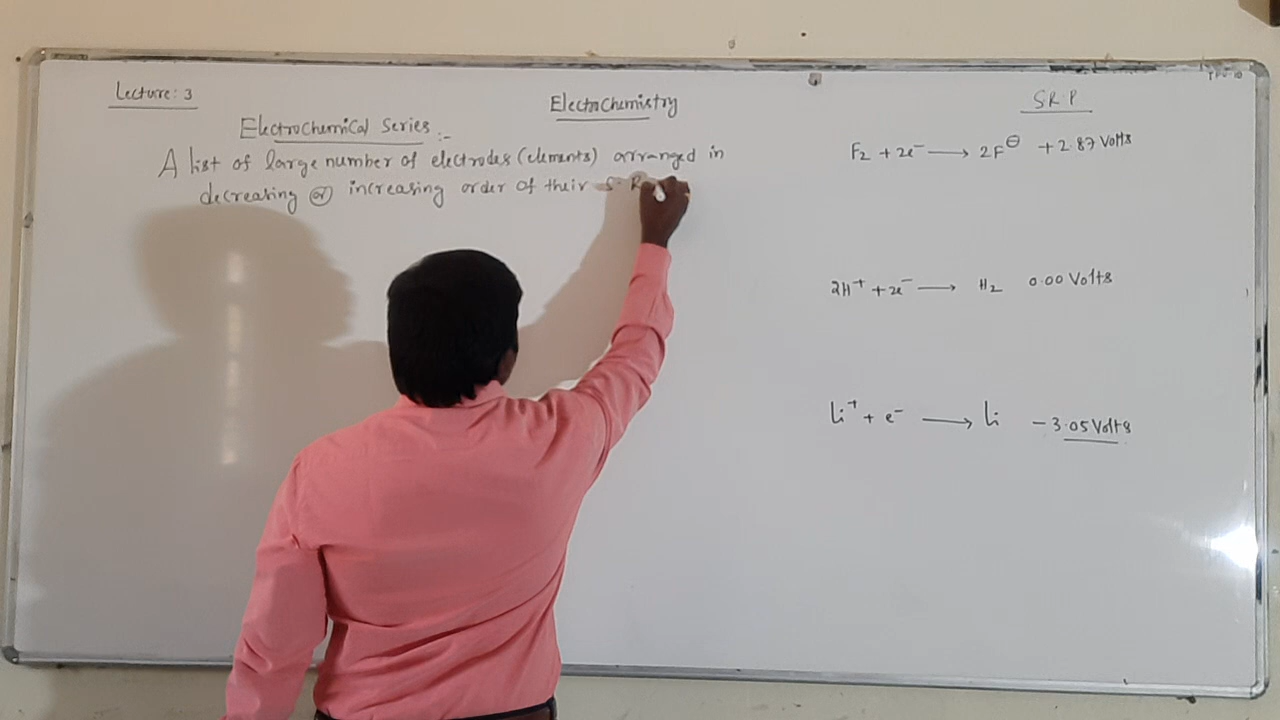 Lecture: 3
Electrochemistry
Electrochemical Series :-
A list of large number of electrodes (elements) arranged in
decreasing or increasing order of their S. R
S.R.P
F2 + 2e- → 2F⊖ +2.87 Volts
2H+ + 2e- → H2 0.00 Volts
Li+ + e- → Li -3.05 Volts